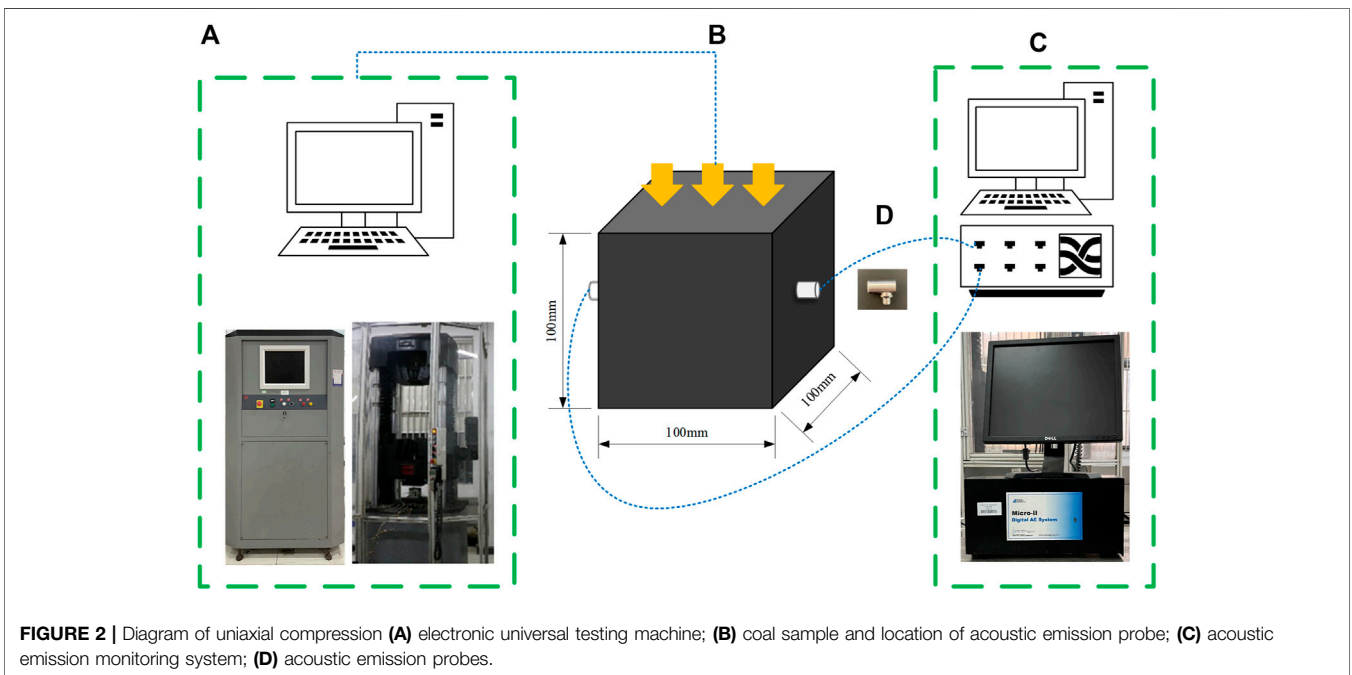 A
B
C
D
100mm
100mm
100mm
DELL
Micro-II
Digital AE System
FIGURE 2 | Diagram of uniaxial compression (A) electronic universal testing machine; (B) coal sample and location of acoustic emission probe; (C) acoustic
emission monitoring system; (D) acoustic emission probes.